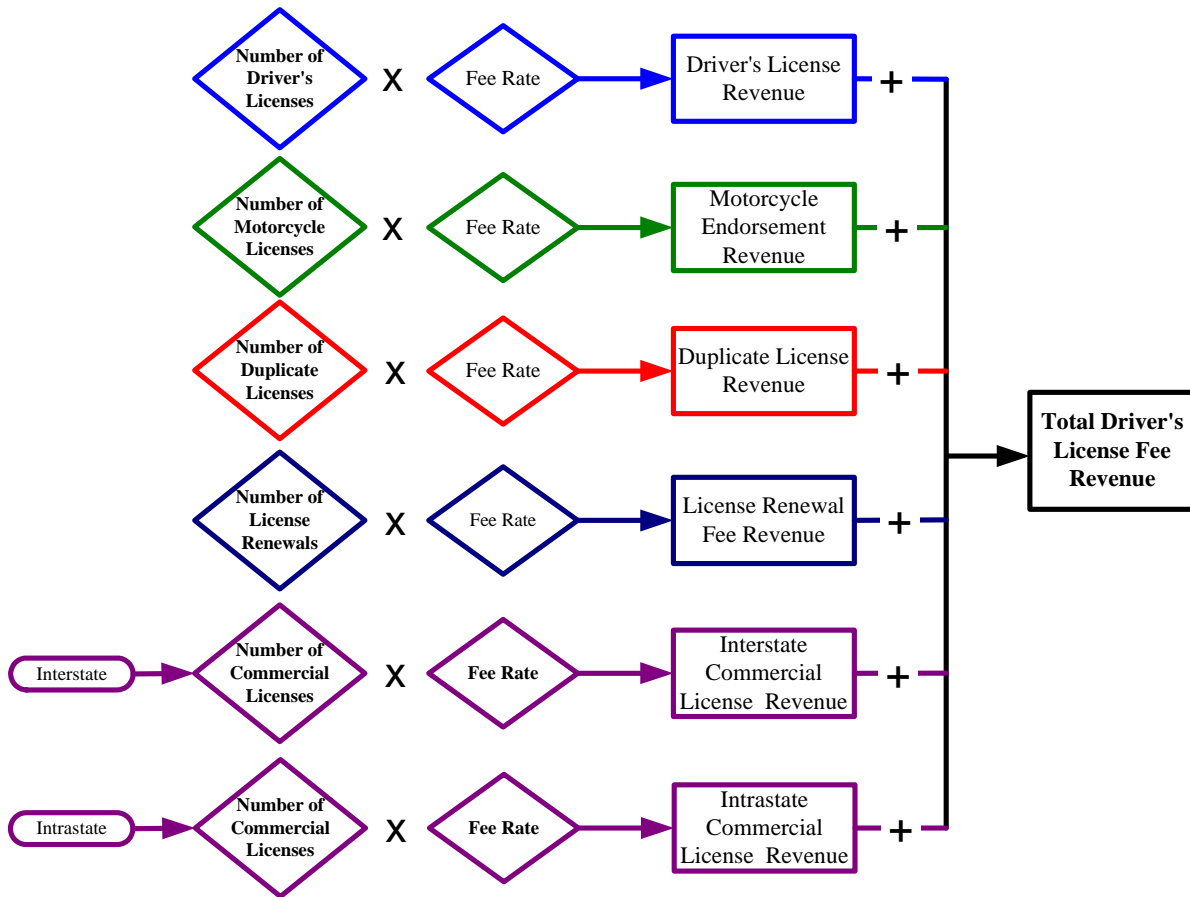 Number of
Driver's
Licenses
X
Fee Rate
Driver's License
Revenue
+
Number of
Motorcycle
Licenses
X
Fee Rate
Motorcycle
Endorsement
Revenue
+
Number of
Duplicate
Licenses
X
Fee Rate
Duplicate License
Revenue
+
Number of
License
Renewals
X
Fee Rate
License Renewal
Fee Revenue
+
Interstate
Number of
Commercial
Licenses
X
Fee Rate
Interstate
Commercial
License Revenue
+
Intrastate
Number of
Commercial
Licenses
X
Fee Rate
Intrastate
Commercial
License Revenue
+
Total Driver's
License Fee
Revenue